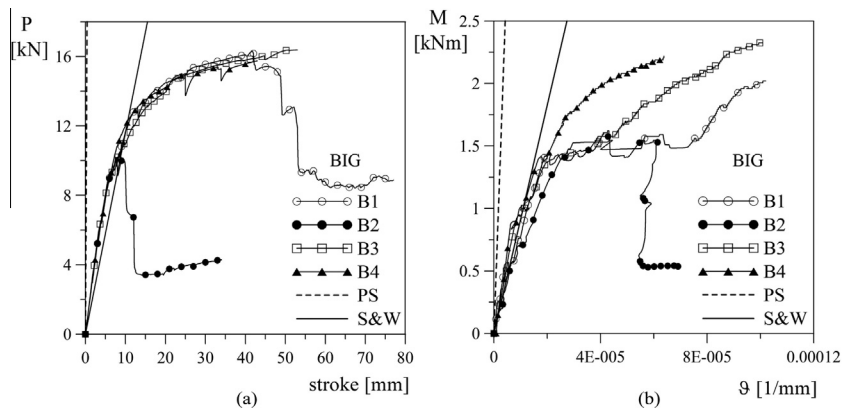 P
[kN]
16
12
8
4
0
0 10 20 30 40 50 60 70 80
stroke [mm]
BIG
B1
B2
B3
B4
PS
S&W
(a)
M
[kNm]
2.5
2
1.5
1
0.5
0
0 4E-005 8E-005 0.00012
ϑ [1/mm]
BIG
B1
B2
B3
B4
PS
S&W
(b)